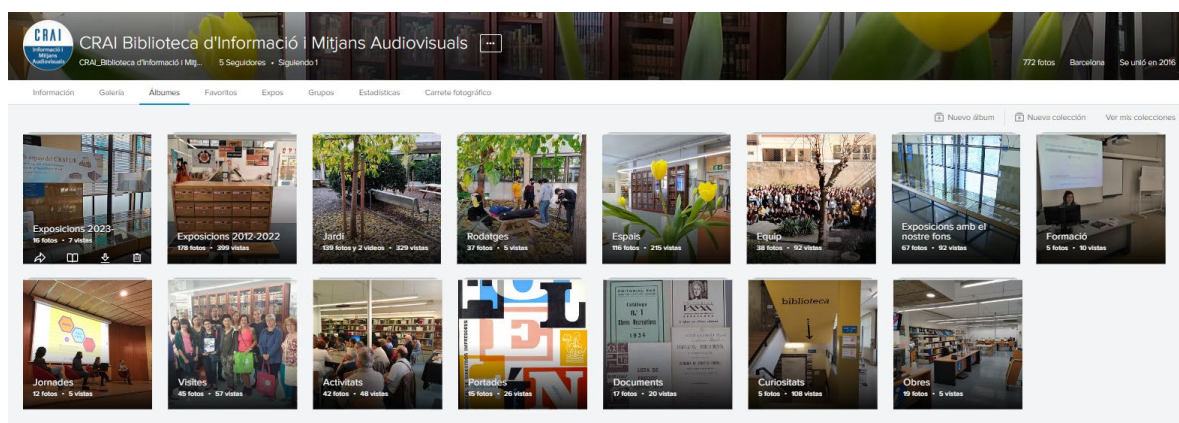 CRAI
Informació i
Mitjans
Audiovisuals
CRAI Biblioteca d'Informació i Mitjans Audiovisuals
CRAI_Biblioteca d'Informació i Mitj... 5 Seguidores • Siguiendo 1
772 fotos Barcelona Se unió en 2016
Información Galería Álbumes Favoritos Expos Grupos Estadísticas Carrete fotográfico
Nuevo álbum Nueva colección Ver mis colecciones
Exposicions 2023-
16 fotos • 7 vistas
Exposicions 2012-2022
178 fotos • 399 vistas
Jardí
139 fotos y 2 videos • 329 vistas
Rodatges
37 fotos • 5 vistas
Espais
116 fotos • 215 vistas
Equip
38 fotos • 92 vistas
Exposicions amb el
nostre fons
67 fotos • 92 vistas
Formació
5 fotos • 10 vistas
Jornades
12 fotos • 5 vistas
Visites
45 fotos • 57 vistas
Activitats
42 fotos • 48 vistas
Portades
15 fotos • 26 vistas
Catálogo
n.º 1
Obres Recreatives
1934
Documents
17 fotos • 20 vistas
biblioteca
Curiositats
5 fotos • 108 vistas
Obres
19 fotos • 5 vistas